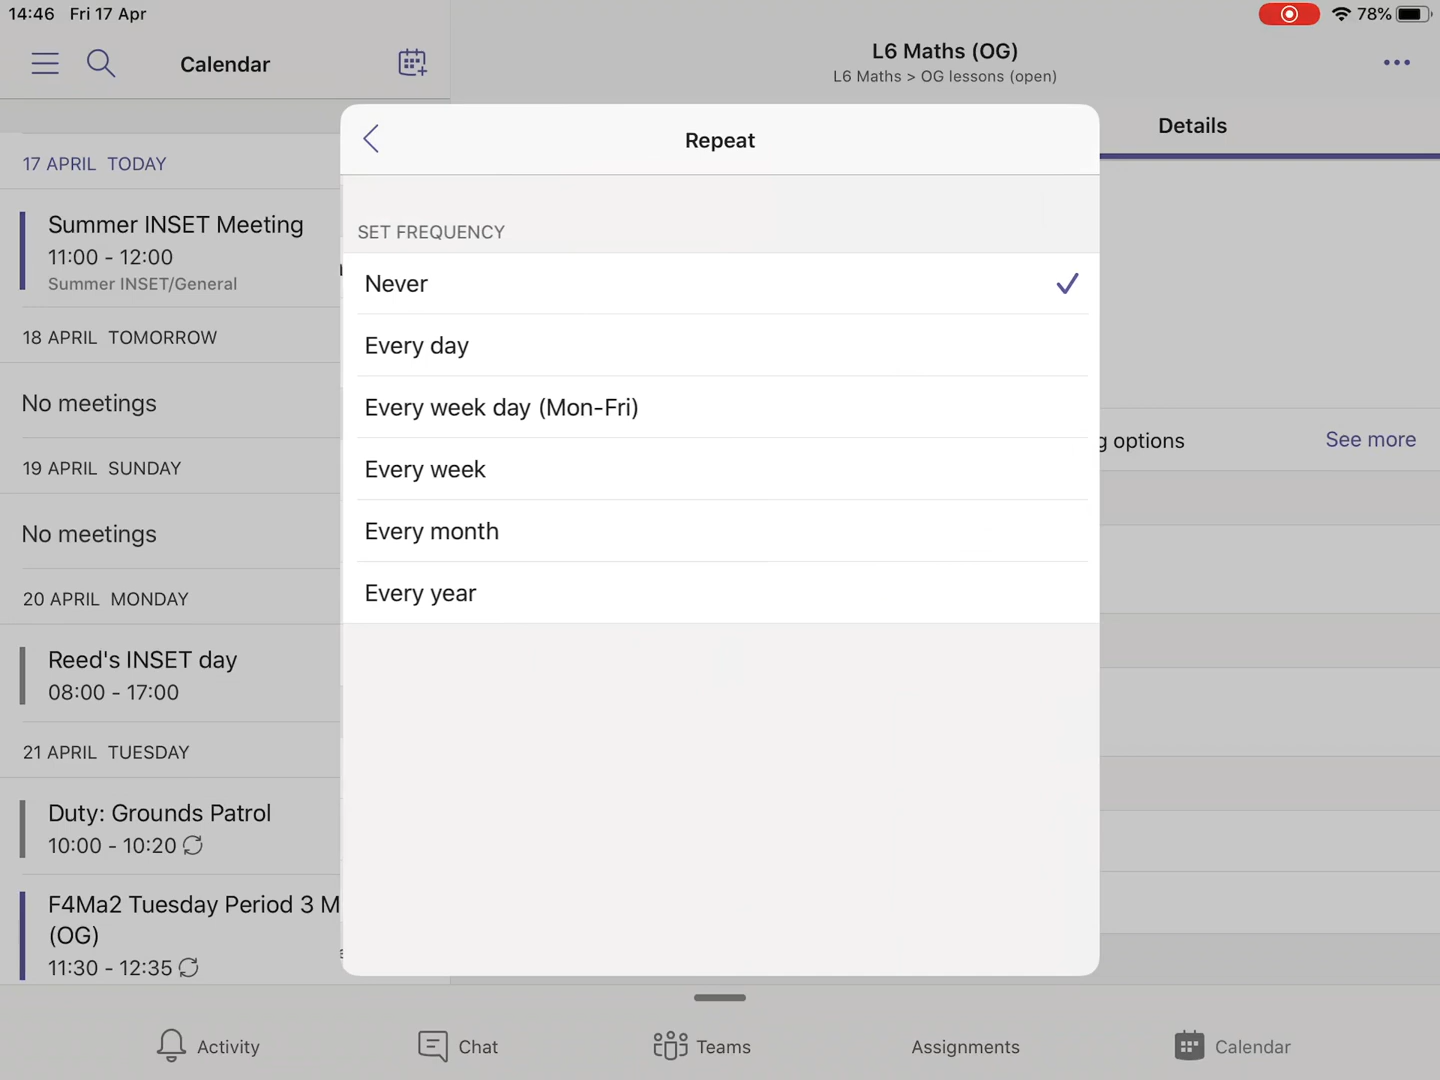 14:46 Fri 17 Apr
78%
Calendar
L6 Maths (OG)
L6 Maths > OG lessons (open)
Details
Repeat
SET FREQUENCY
Never
Every day
Every week day (Mon-Fri)
Every week
Every month
Every year
17 APRIL TODAY
Summer INSET Meeting
11:00 - 12:00
Summer INSET/General
18 APRIL TOMORROW
No meetings
19 APRIL SUNDAY
No meetings
20 APRIL MONDAY
Reed's INSET day
08:00 - 17:00
21 APRIL TUESDAY
Duty: Grounds Patrol
10:00 - 10:20
F4Ma2 Tuesday Period 3 M
(OG)
11:30 - 12:35
g options
See more
Activity
Chat
Teams
Assignments
Calendar